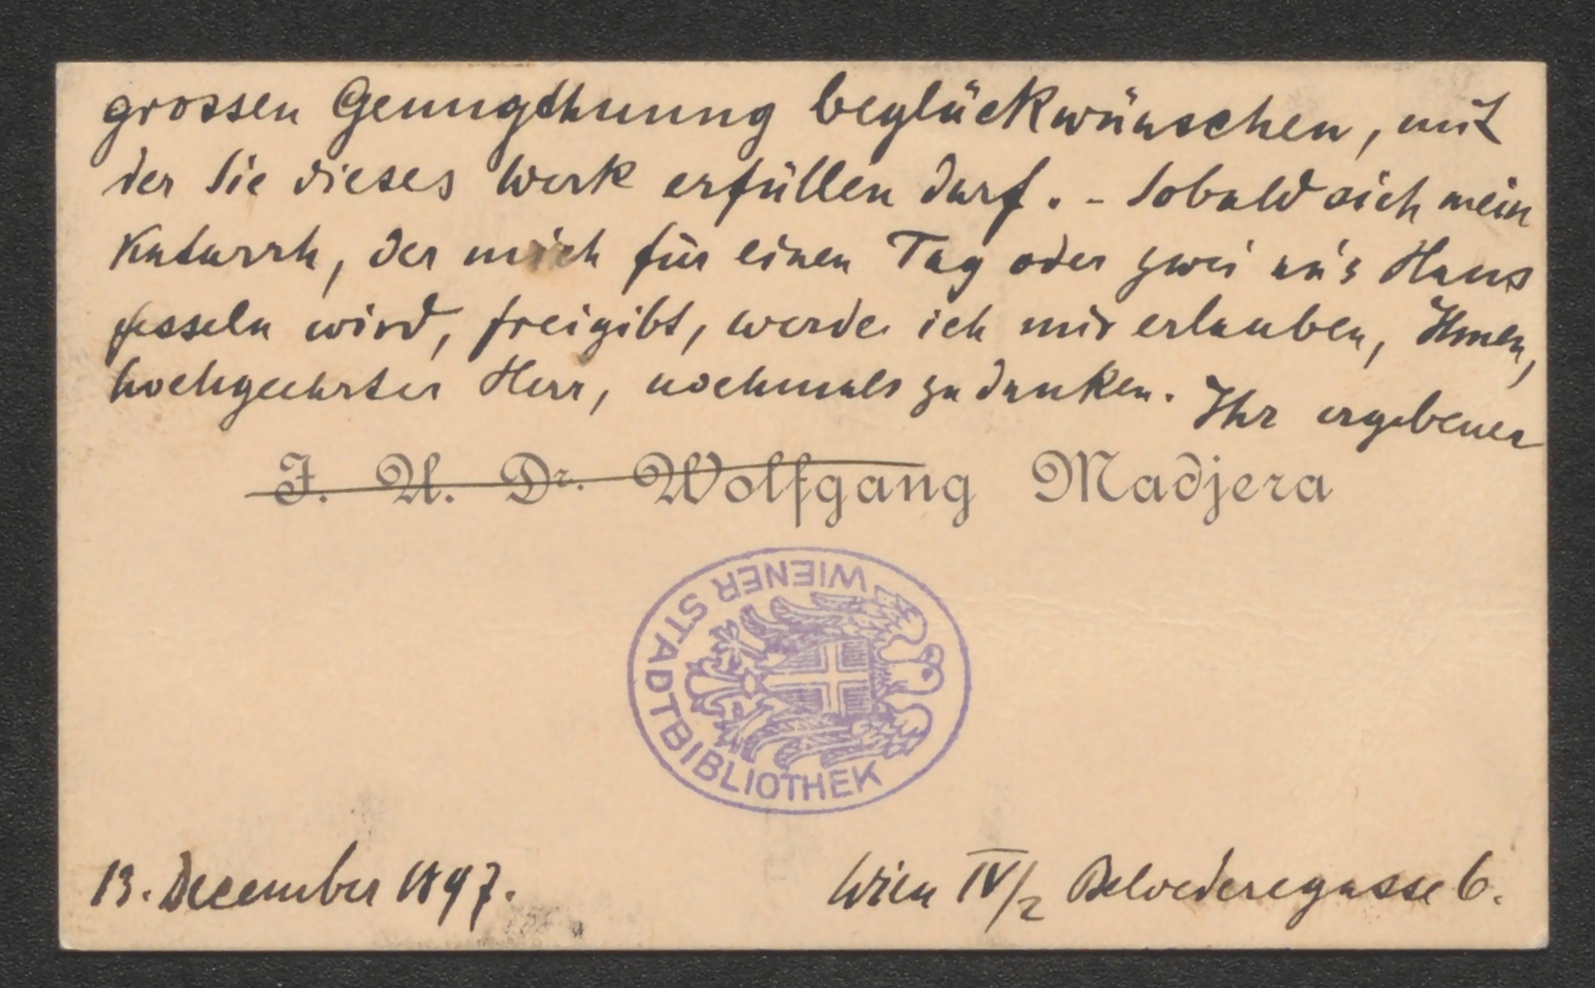 grossen Genugthuung beglückwünschen, mit
der Sie dieses Werk erfüllen darf. - Sobald sich mein
Katarrh, der mich für einen Tag oder zwei an's Haus
fesseln wird, freigibt, werde ich mir erlauben, Ihnen,
hochgeehrter Herr, nochmals zu danken. Ihr ergebener
J. U. Dr. Wolfgang Madjera
WIENER STADTBIBLIOTHEK
13. December 1897.
Wien IV/2 Belvederegasse 6.